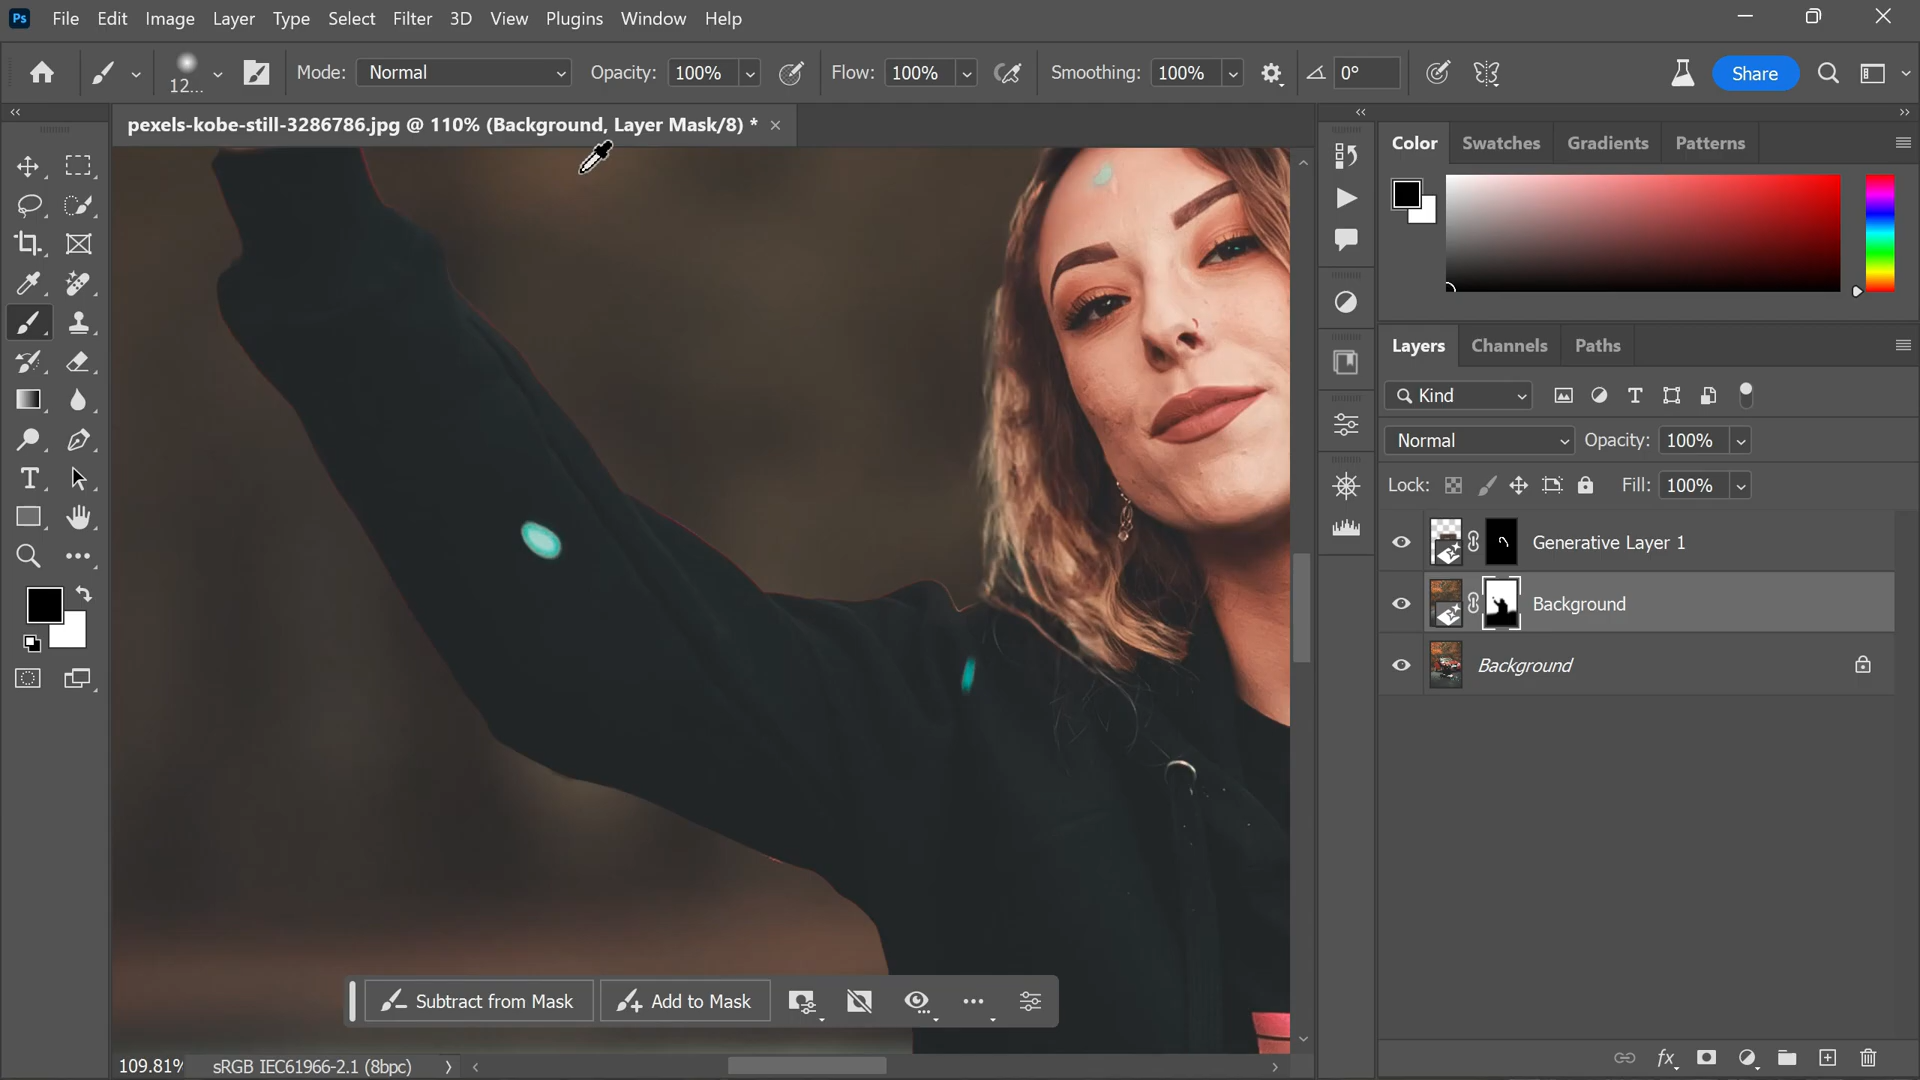 Ps File Edit Image Layer Type Select Filter 3D View Plugins Window Help
12... Mode: Normal Opacity: 100% Flow: 100% Smoothing: 100% 0° Share
pexels-kobe-still-3286786.jpg @ 110% (Background, Layer Mask/8) *
Color Swatches Gradients Patterns
Layers Channels Paths
Kind
Normal Opacity: 100%
Lock: Fill: 100%
Generative Layer 1
Background
Background
Subtract from Mask Add to Mask
109.81% sRGB IEC61966-2.1 (8bpc)